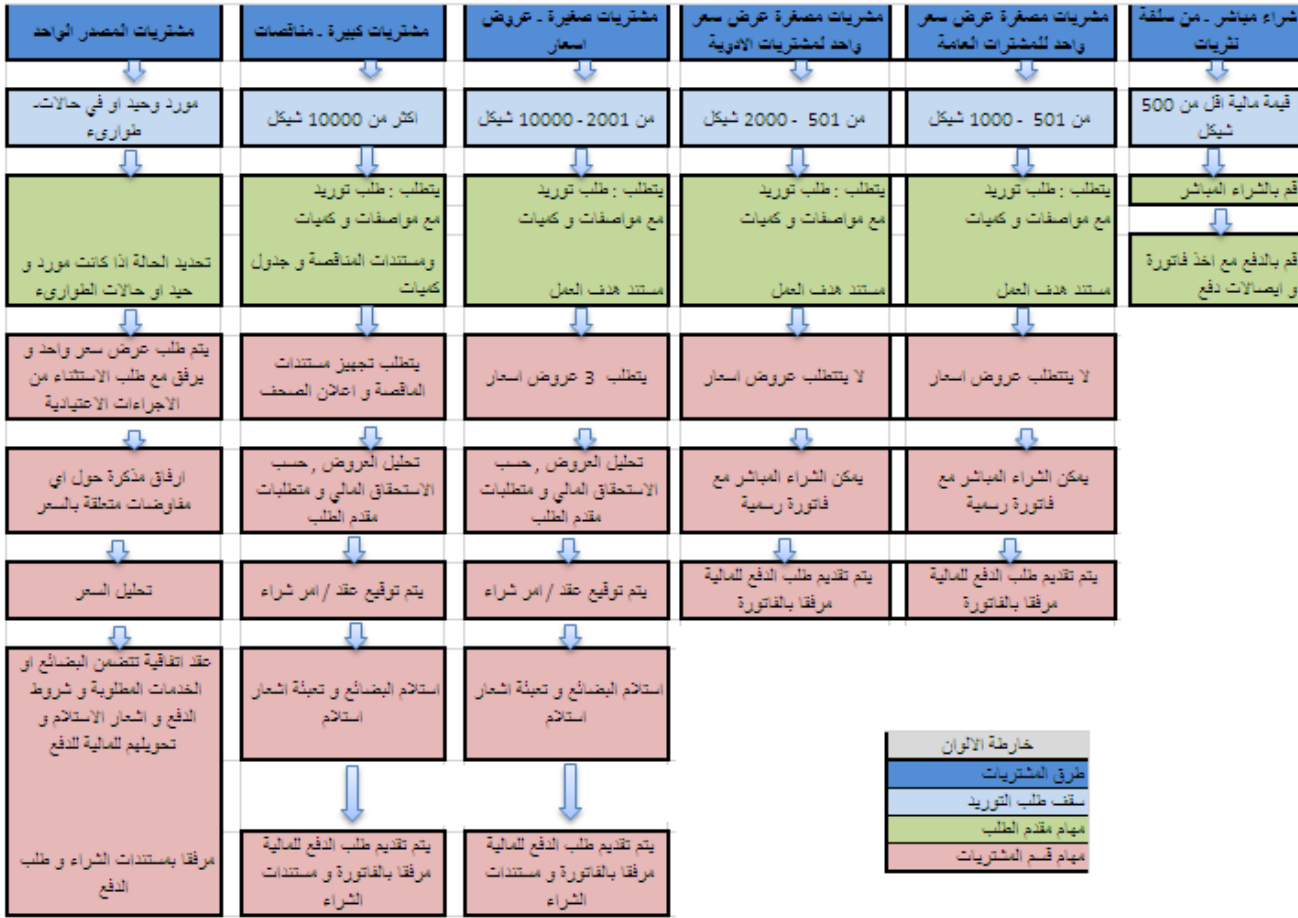 شراء مباشر - من سلفة
نثريات
مشريات مصغرة عرض سعر
واحد للمشترات العامة
مشريات مصغرة عرض سعر
واحد لمشتريات الادوية
مشتريات صغيرة - عروض
اسعار
مشتريات كبيرة - مناقصات
مشتريات المصدر الواحد
قيمة مالية اقل من 500
شيكل
من 501 - 1000 شيكل
من 501 - 2000 شيكل
من 2001 - 10000 شيكل
اكثر من 10000 شيكل
مورد وحيد او في حالات-
طوارىء
قم بالشراء المباشر
قم بالدفع مع اخذ فاتورة
و ايصالات دفع
يتطلب : طلب توريد
مع مواصفات و كميات
مستند هدف العمل
يتطلب : طلب توريد
مع مواصفات و كميات
مستند هدف العمل
يتطلب : طلب توريد
مع مواصفات و كميات
مستند هدف العمل
يتطلب : طلب توريد
مع مواصفات و كميات
ومستندات المناقصة و جدول
كميات
تحديد الحالة اذا كانت مورد و
حيد او حالات الطوارىء
لا يتتطلب عروض اسعار
لا يتتطلب عروض اسعار
يتطلب 3 عروض اسعار
يتطلب تجهيز مستندات
الماقصة و اعلان الصحف
يتم طلب عرض سعر واحد و
يرفق مع طلب الاستثناء من
الاجراءات الاعتيادية
يمكن الشراء المباشر مع
فاتورة رسمية
يمكن الشراء المباشر مع
فاتورة رسمية
تحليل العروض , حسب
الاستحقاق المالي و متطلبات
مقدم الطلب
تحليل العروض , حسب
الاستحقاق المالي و متطلبات
مقدم الطلب
ارفاق مذكرة حول اي
مفاوضات متعلقة بالسعر
يتم تقديم طلب الدفع للمالية
مرفقا بالفاتورة
يتم تقديم طلب الدفع للمالية
مرفقا بالفاتورة
يتم توقيع عقد / امر شراء
يتم توقيع عقد / امر شراء
تحليل السعر
استلام البضائع و تعبئة اشعار
استلام
استلام البضائع و تعبئة اشعار
استلام
عقد اتفاقية تتضمن البضائع او
الخدمات المطلوبة و شروط
الدفع و اشعار الاستلام و
تحويلهم للمالية للدفع
مرفقا بمستندات الشراء و طلب
الدفع
يتم تقديم طلب الدفع للمالية
مرفقا بالفاتورة و مستندات
الشراء
يتم تقديم طلب الدفع للمالية
مرفقا بالفاتورة و مستندات
الشراء
خارطة الالوان
طرق المشتريات
سقف طلب التوريد
مهام مقدم الطلب
مهام قسم المشتريات